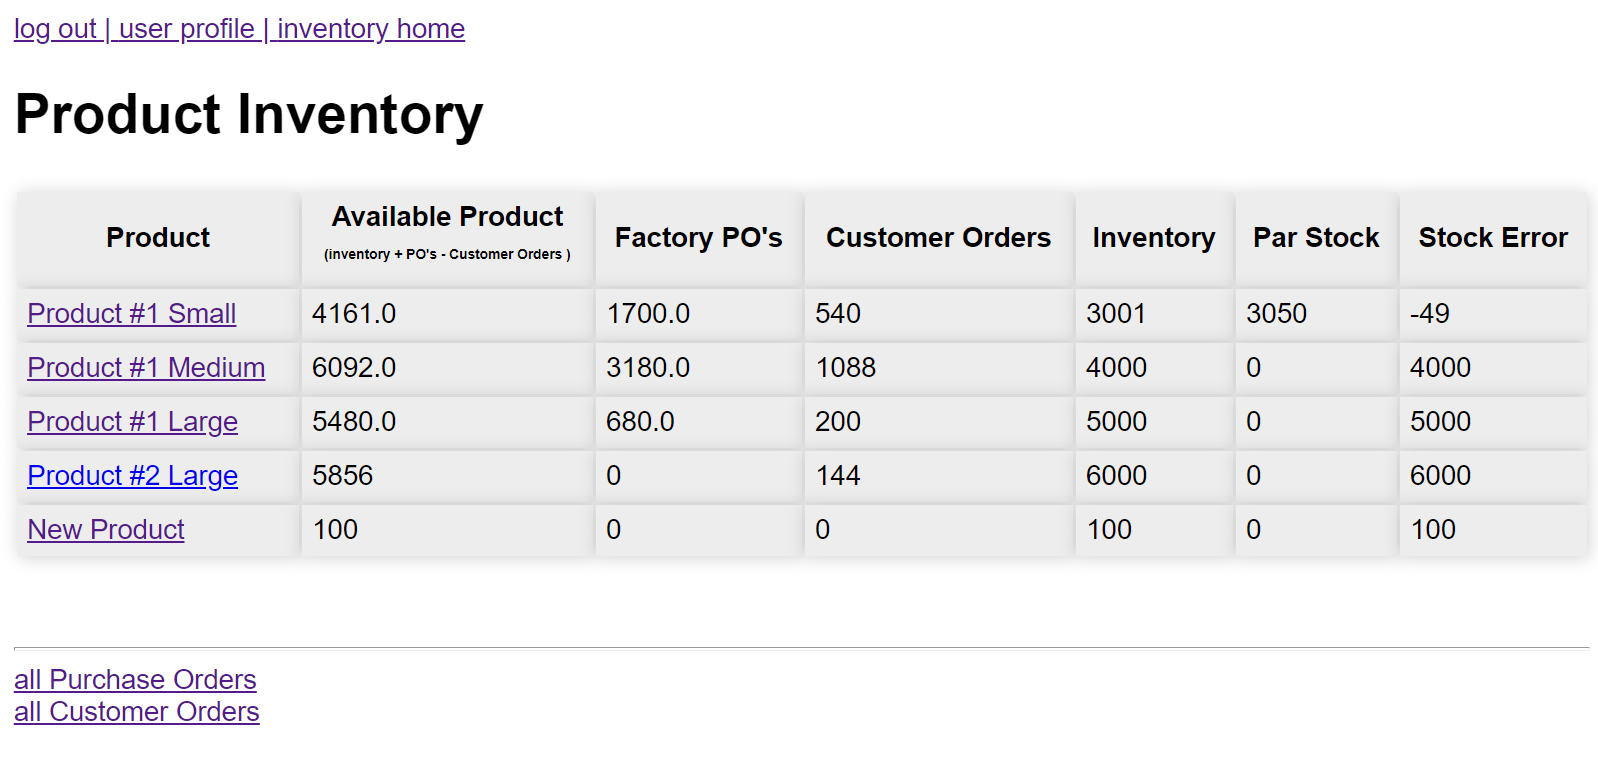 log out | user profile | inventory home
Product Inventory
Product Available Product (inventory + PO's - Customer Orders ) Factory PO's Customer Orders Inventory Par Stock Stock Error
Product #1 Small 4161.0 1700.0 540 3001 3050 -49
Product #1 Medium 6092.0 3180.0 1088 4000 0 4000
Product #1 Large 5480.0 680.0 200 5000 0 5000
Product #2 Large 5856 0 144 6000 0 6000
New Product 100 0 0 100 0 100
all Purchase Orders
all Customer Orders